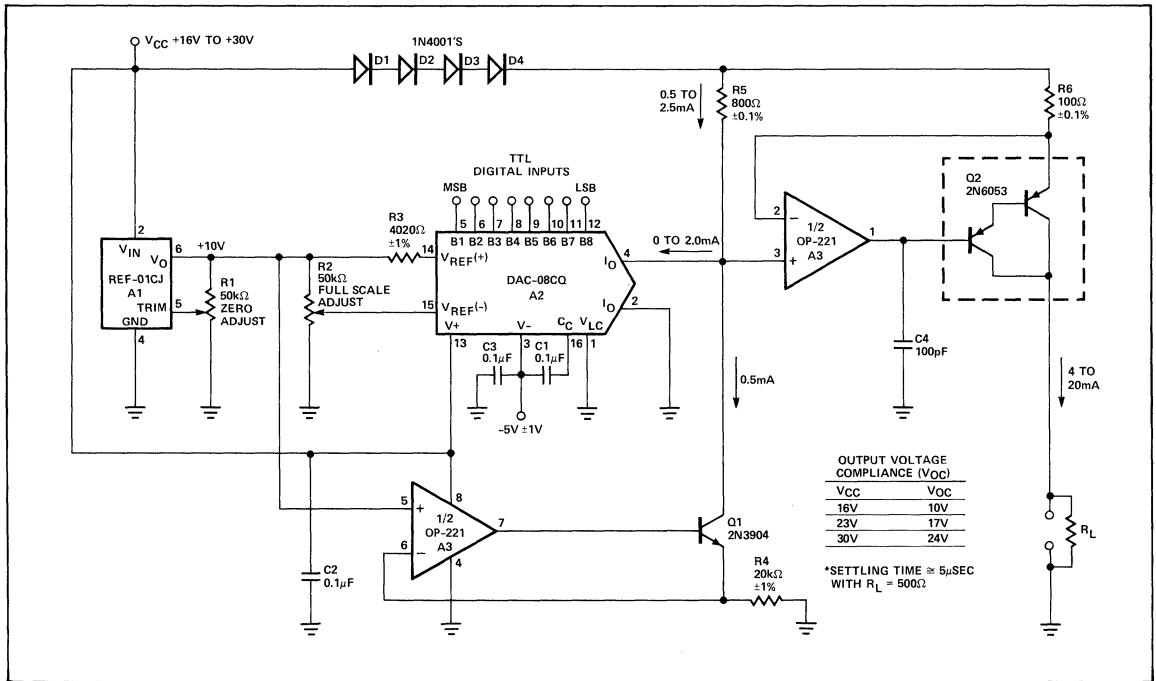 V_CC +16V TO +30V
1N4001'S
D1
D2
D3
D4
0.5 TO
2.5mA
R5
800Ω
±0.1%
R6
100Ω
±0.1%
TTL
DIGITAL INPUTS
MSB
LSB
5
6
7
8
9
10
11
12
B1
B2
B3
B4
B5
B6
B7
B8
Q2
2N6053
2
6
+10V
V_IN
V_O
REF-01CJ
A1
TRIM
5
GND
4
R1
50kΩ
ZERO
ADJUST
R2
50kΩ
FULL SCALE
ADJUST
R3
4020Ω
±1%
14
V_REF(+)
15
V_REF(−)
DAC-08CQ
A2
I_O
4
I_O
2
V+
V−
C_C
V_LC
13
3
16
1
C3
0.1μF
C1
0.1μF
−5V ±1V
0 TO 2.0mA
2
−
3
+
1/2
OP-221
A3
1
C4
100pF
0.5mA
4 TO
20mA
5
+
6
−
1/2
OP-221
A3
8
4
7
C2
0.1μF
Q1
2N3904
R4
20kΩ
±1%
OUTPUT VOLTAGE
COMPLIANCE (V_OC)
V_CC V_OC
16V 10V
23V 17V
30V 24V
R_L
*SETTLING TIME ≅ 5μSEC
WITH R_L = 500Ω